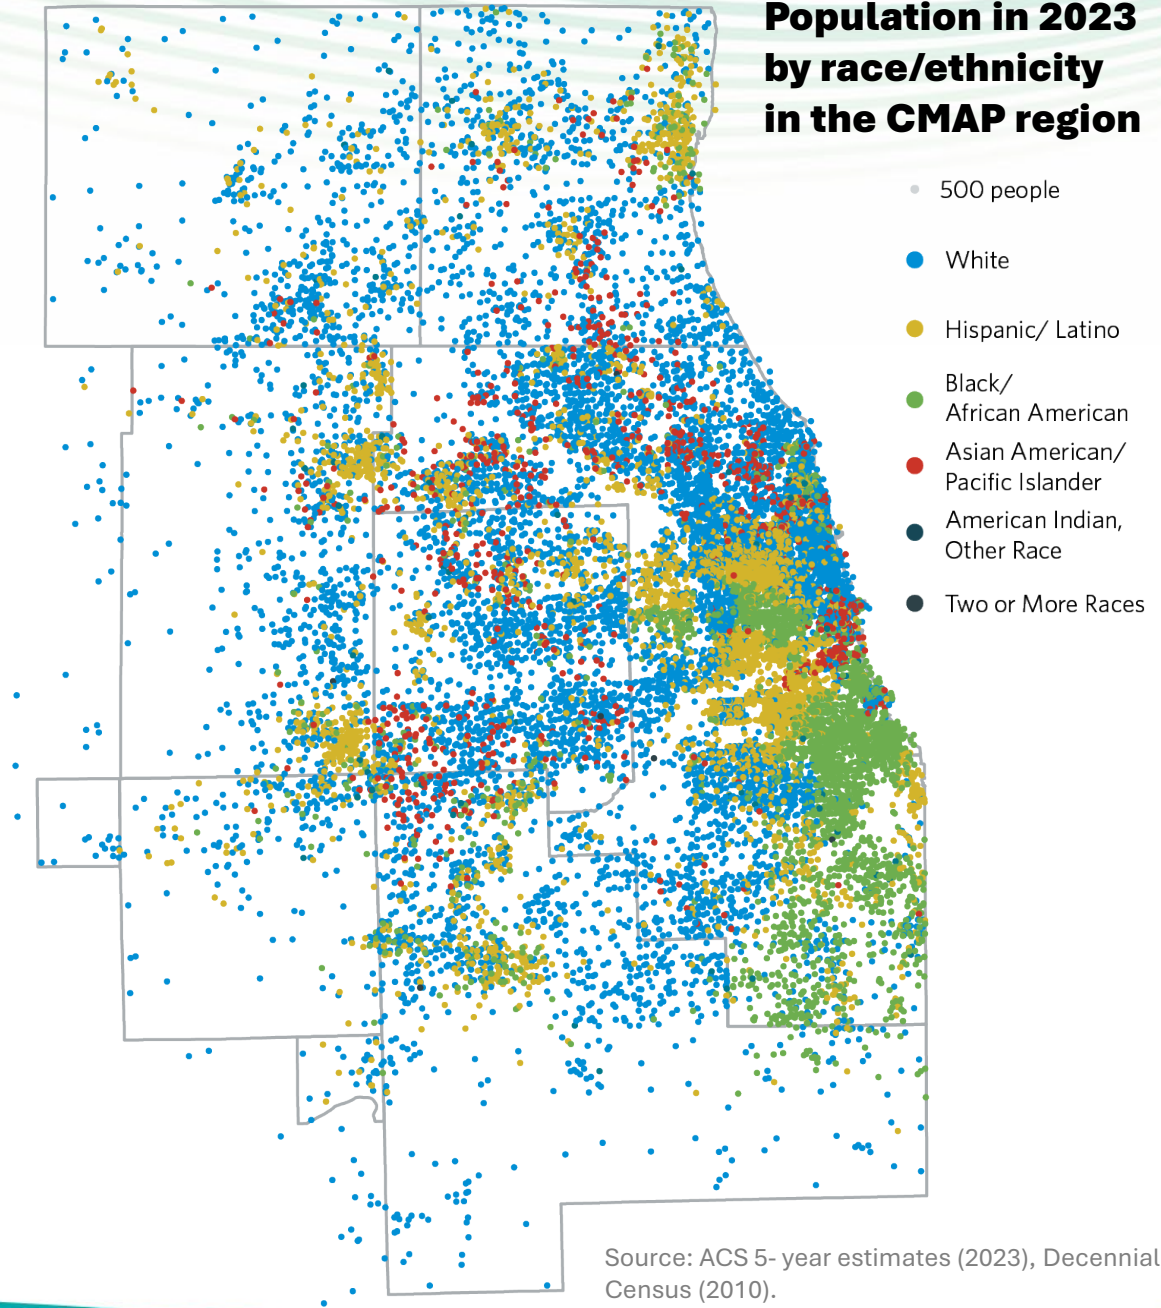 Population in 2023
by race/ethnicity
in the CMAP region
500 people
White
Hispanic/ Latino
Black/
African American
Asian American/
Pacific Islander
American Indian,
Other Race
Two or More Races
Source: ACS 5- year estimates (2023), Decennial
Census (2010).